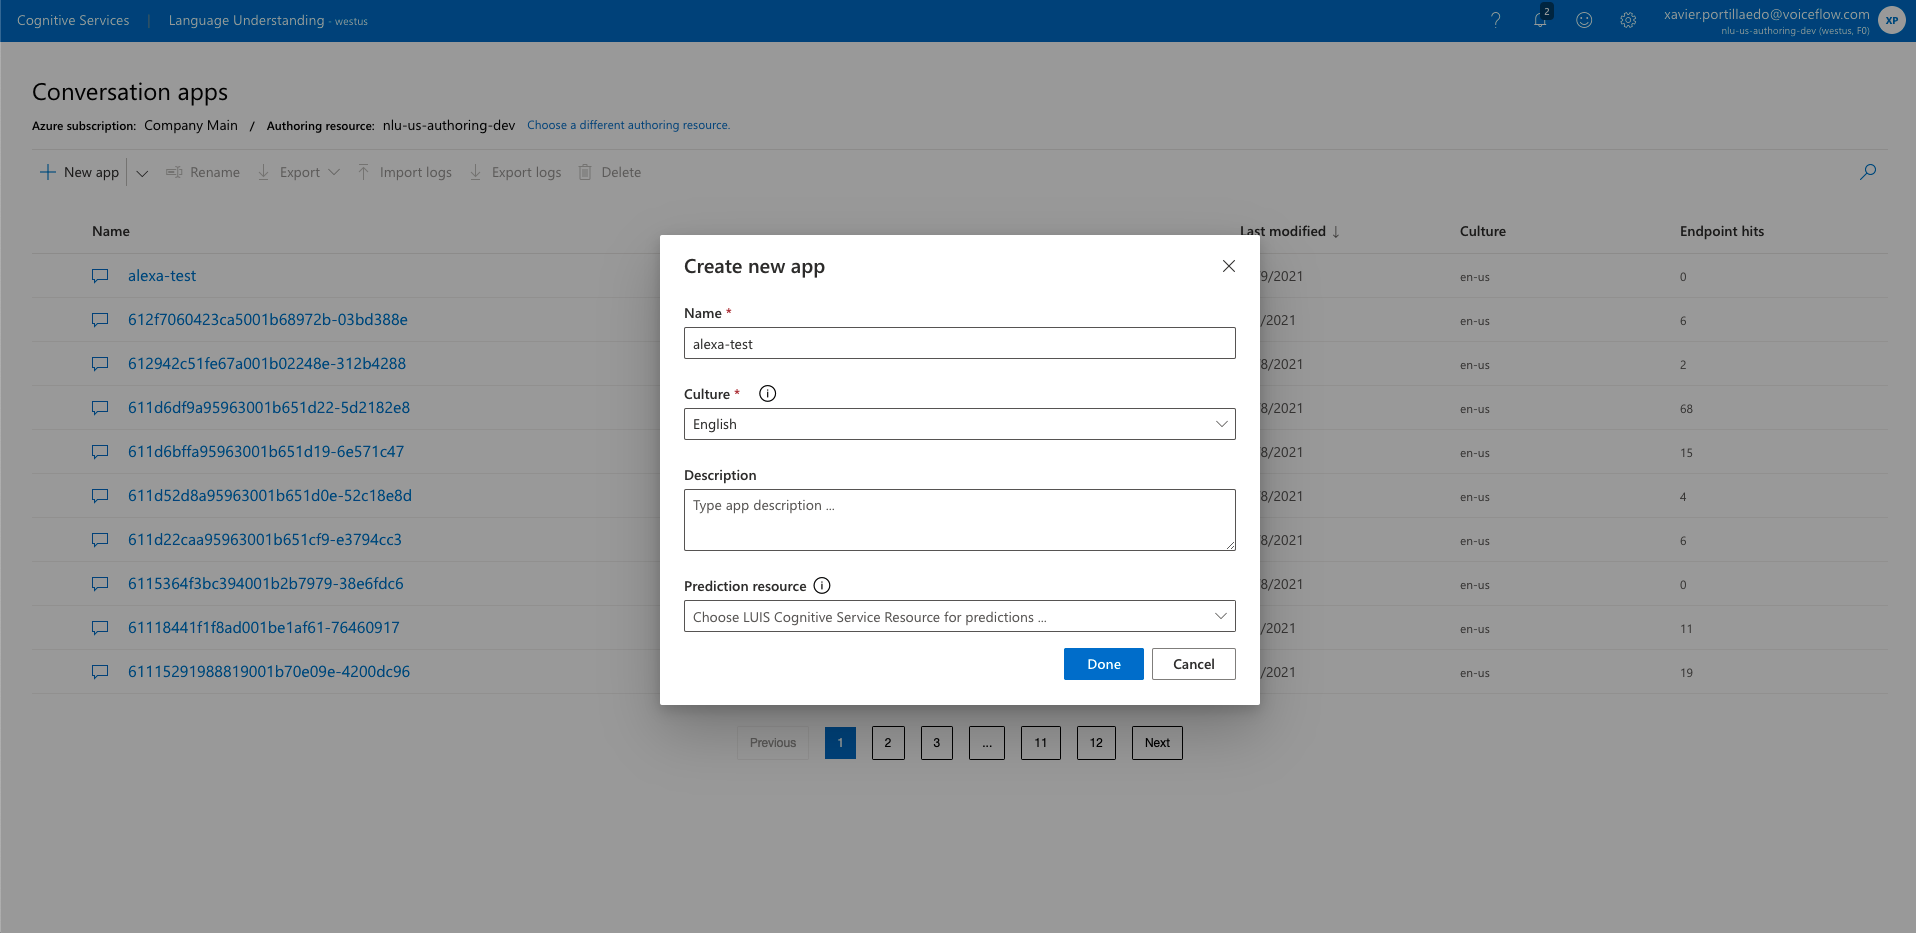 Cognitive Services | Language Understanding - westus
2
xavier.portillaedo@voiceflow.com
nlu-us-authoring-dev (westus, F0)
XP
Conversation apps
Azure subscription: Company Main / Authoring resource: nlu-us-authoring-dev Choose a different authoring resource.
New app Rename Export Import logs Export logs Delete
Name Last modified Culture Endpoint hits
alexa-test 9/2021 en-us 0
612f7060423ca5001b68972b-03bd388e /2021 en-us 6
612942c51fe67a001b02248e-312b4288 8/2021 en-us 2
611d6df9a95963001b651d22-5d2182e8 8/2021 en-us 68
611d6bffa95963001b651d19-6e571c47 8/2021 en-us 15
611d52d8a95963001b651d0e-52c18e8d 8/2021 en-us 4
611d22caa95963001b651cf9-e3794cc3 8/2021 en-us 6
6115364f3bc394001b2b7979-38e6fdc6 8/2021 en-us 0
61118441f1f8ad001be1af61-76460917 /2021 en-us 11
61115291988819001b70e09e-4200dc96 /2021 en-us 19
Create new app
Name *
alexa-test
Culture *
English
Description
Type app description ...
Prediction resource
Choose LUIS Cognitive Service Resource for predictions ...
Done Cancel
Previous 1 2 3 ... 11 12 Next